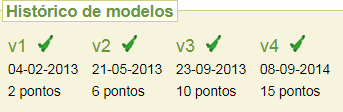 Histórico de modelos
v1 v2 v3 v4
04-02-2013 21-05-2013 23-09-2013 08-09-2014
2 pontos 6 pontos 10 pontos 15 pontos